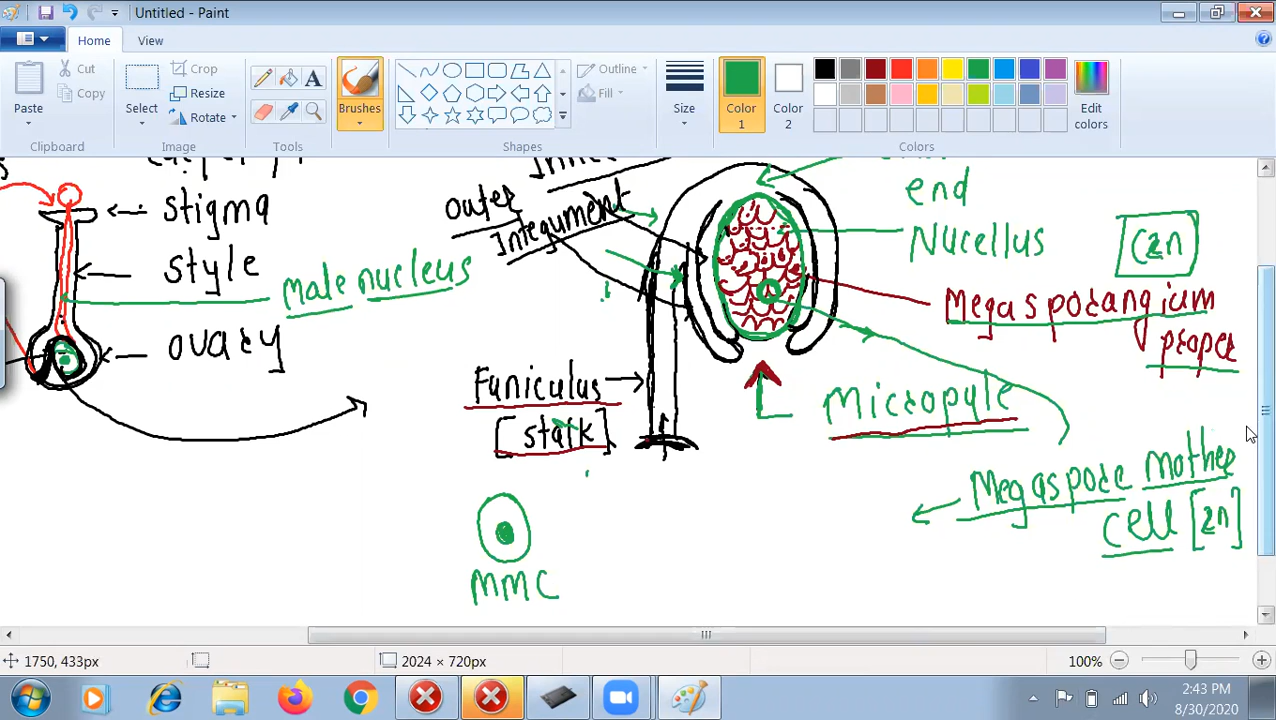 Untitled - Paint
Home View
Paste
Cut
Copy
Clipboard
Select
Crop
Resize
Rotate
Image
Tools
Brushes
Shapes
Outline
Fill
Size
Color 1
Color 2
Edit colors
Colors
stigma
style
Male nucleus
ovary
outer
Integument
end
Nucellus
(2n)
Megasporangium
proper
Funiculus
[stalk]
Micropyle
Megaspore mother
cell [2n]
MMC
1750, 433px
2024 × 720px
100%
2:43 PM
8/30/2020